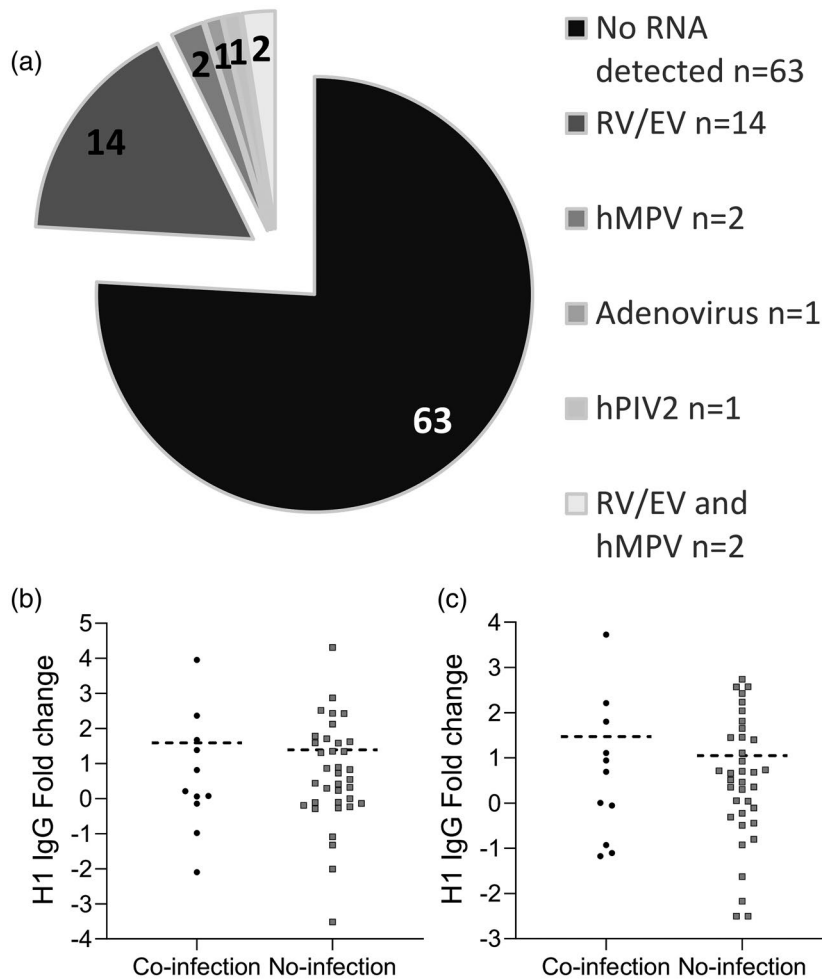 (a)
63
14
2
1
1
2
No RNA
detected n=63
RV/EV n=14
hMPV n=2
Adenovirus n=1
hPIV2 n=1
RV/EV and
hMPV n=2
(b)
H1 IgG Fold change
5
4
3
2
1
0
-1
-2
-3
-4
Co-infection No-infection
(c)
H1 IgG Fold change
4
3
2
1
0
-1
-2
-3
Co-infection No-infection